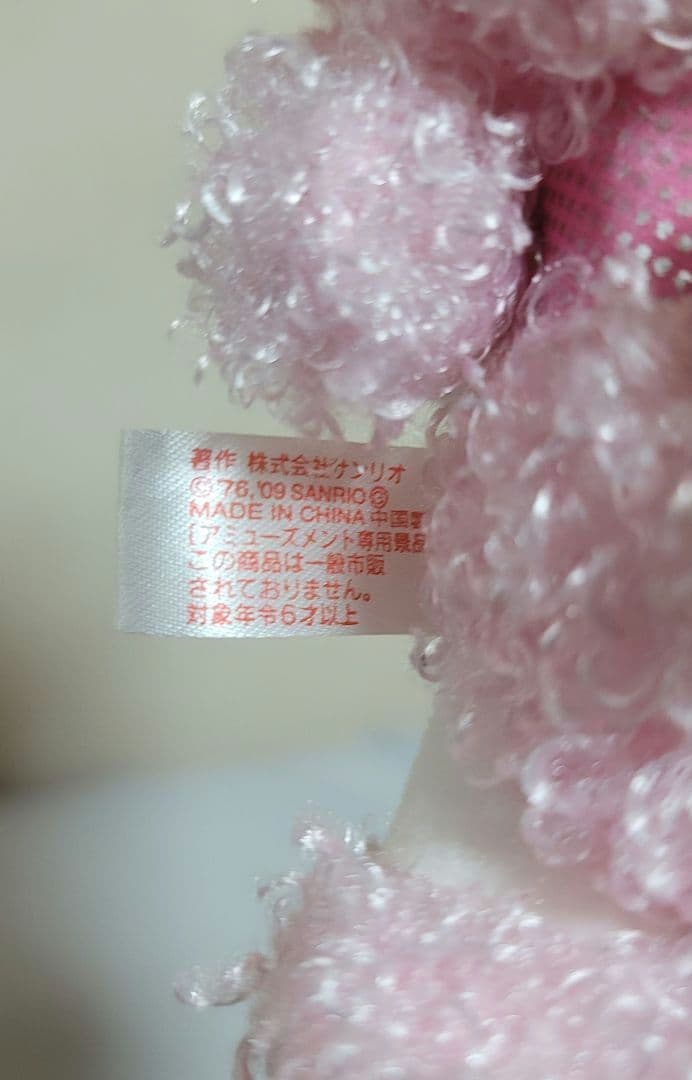 著作 株式会社サンリオ
©'76,'09 SANRIO Ⓖ
MADE IN CHINA 中国製
[アミューズメント専用景品
この商品は一般市販
されておりません。
対象年令6才以上